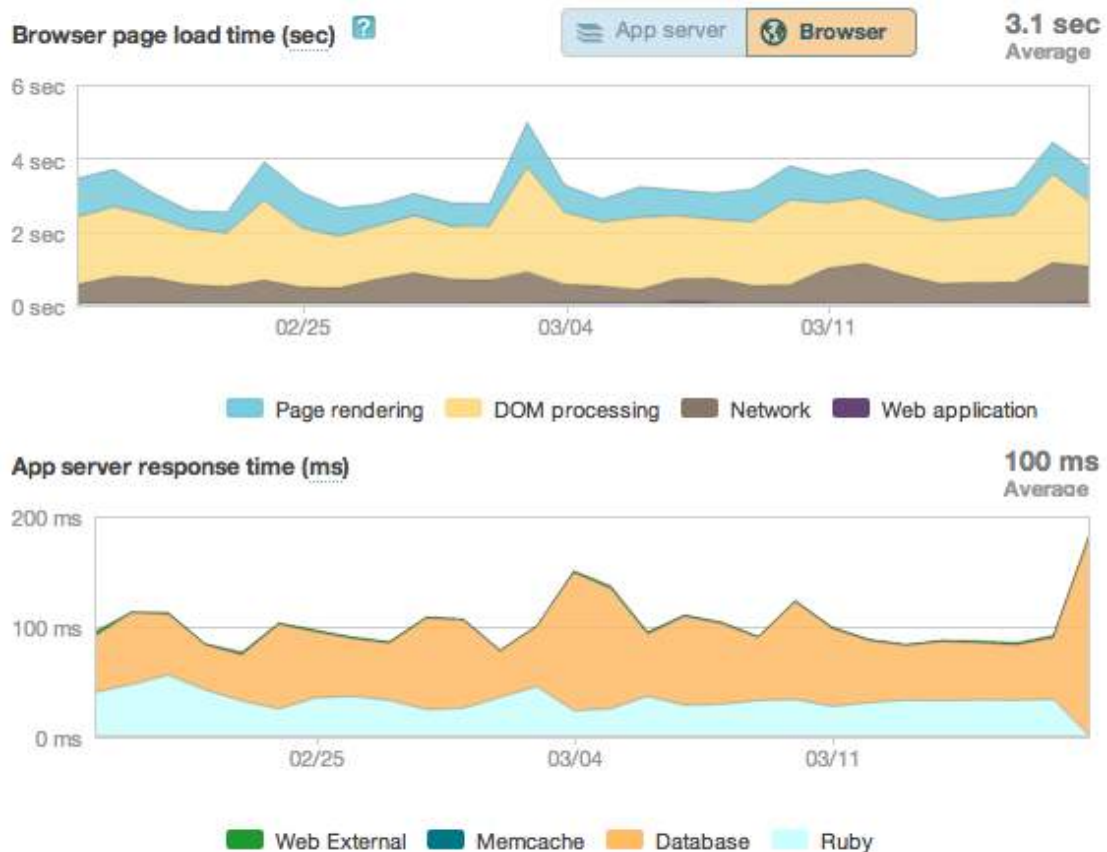 Browser page load time (sec) ?
App server Browser
3.1 sec
Average
6 sec
4 sec
2 sec
0 sec
02/25 03/04 03/11
Page rendering DOM processing Network Web application
App server response time (ms)
100 ms
Average
200 ms
100 ms
0 ms
02/25 03/04 03/11
Web External Memcache Database Ruby